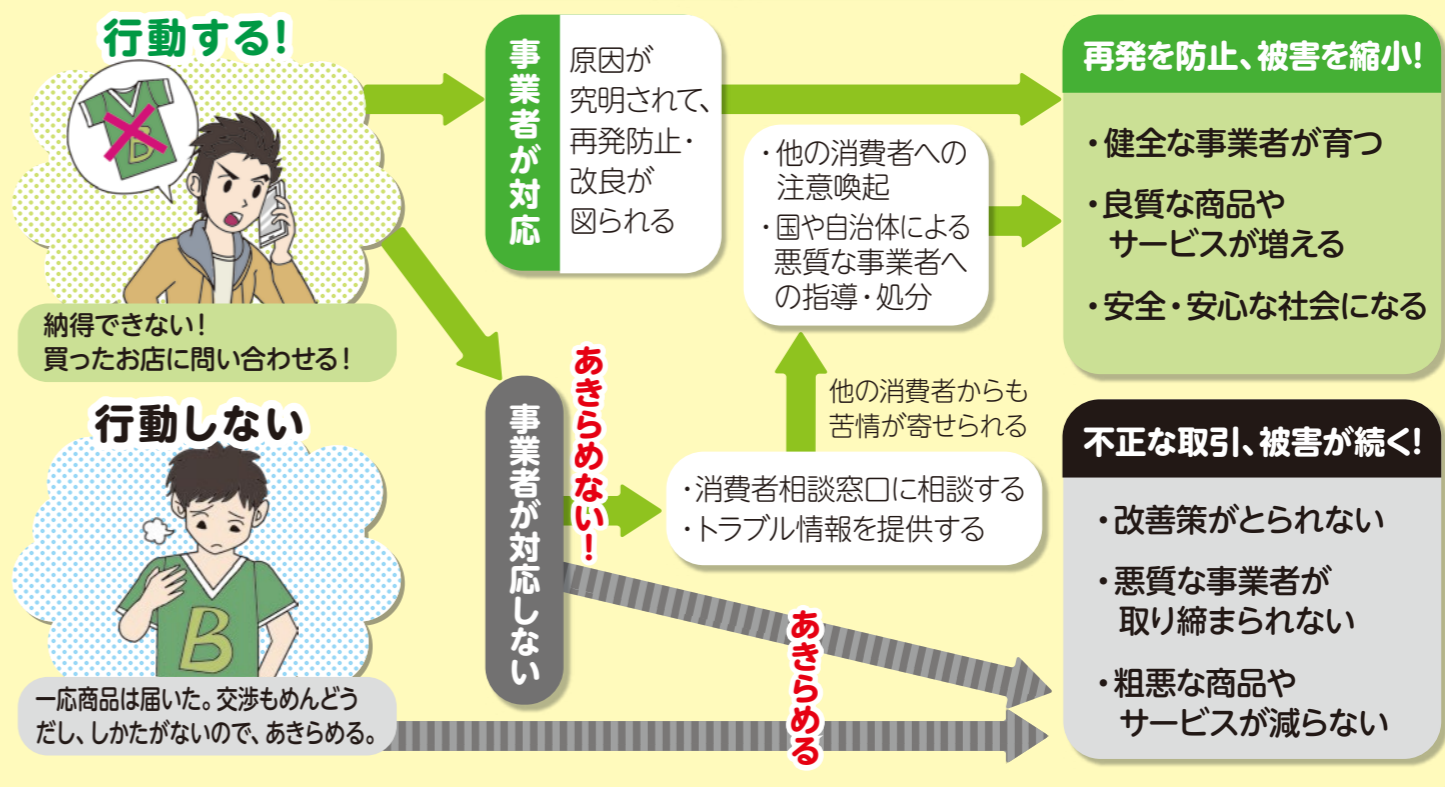 行動する!
B
納得できない!
買ったお店に問い合わせる!
事業者が対応
原因が
究明されて、
再発防止・
改良が
図られる
・他の消費者への
注意喚起
・国や自治体による
悪質な事業者へ
の指導・処分
再発を防止、被害を縮小!
・健全な事業者が育つ
・良質な商品や
サービスが増える
・安全・安心な社会になる
行動しない
B
一応商品は届いた。交渉もめんどう
だし、しかたがないので、あきらめる。
事業者が対応しない
あきらめない!
他の消費者からも
苦情が寄せられる
・消費者相談窓口に相談する
・トラブル情報を提供する
あきらめる
不正な取引、被害が続く!
・改善策がとられない
・悪質な事業者が
取り締まられない
・粗悪な商品や
サービスが減らない